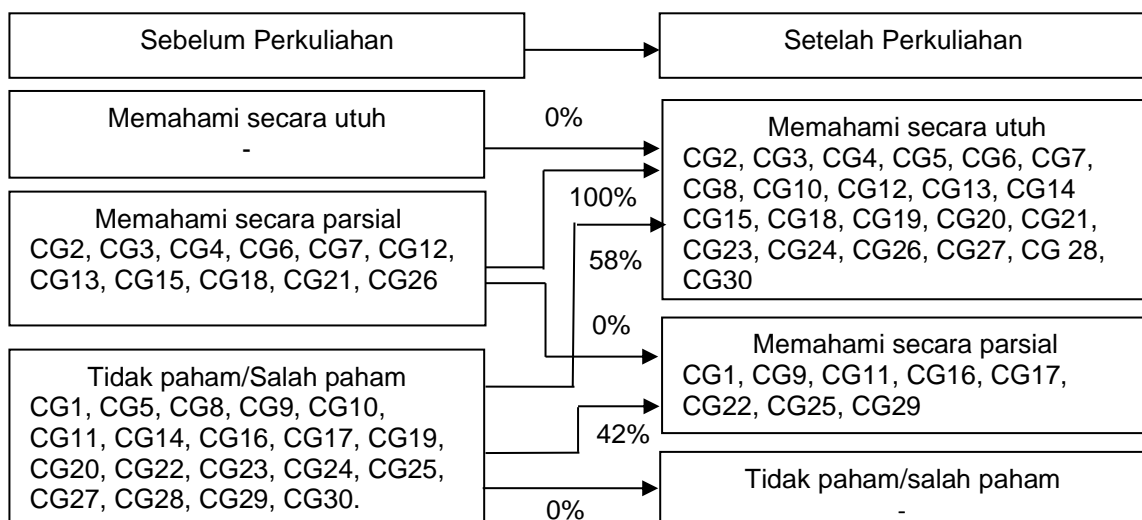 Sebelum Perkuliahan
Setelah Perkuliahan
Memahami secara utuh
-
0%
Memahami secara utuh
CG2, CG3, CG4, CG5, CG6, CG7,
CG8, CG10, CG12, CG13, CG14
CG15, CG18, CG19, CG20, CG21,
CG23, CG24, CG26, CG27, CG 28,
CG30
Memahami secara parsial
CG2, CG3, CG4, CG6, CG7, CG12,
CG13, CG15, CG18, CG21, CG26
100%
58%
0%
Memahami secara parsial
CG1, CG9, CG11, CG16, CG17,
CG22, CG25, CG29
Tidak paham/Salah paham
CG1, CG5, CG8, CG9, CG10,
CG11, CG14, CG16, CG17, CG19,
CG20, CG22, CG23, CG24, CG25,
CG27, CG28, CG29, CG30.
42%
0%
Tidak paham/salah paham
-